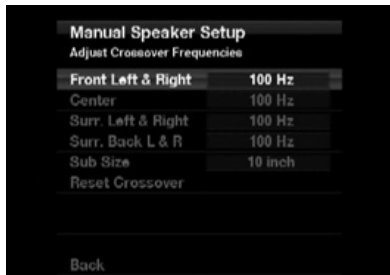 Manual Speaker Setup
Adjust Crossover Frequencies
Front Left & Right 100 Hz
Center 100 Hz
Surr. Left & Right 100 Hz
Surr. Back L & R 100 Hz
Sub Size 10 inch
Reset Crossover
Back